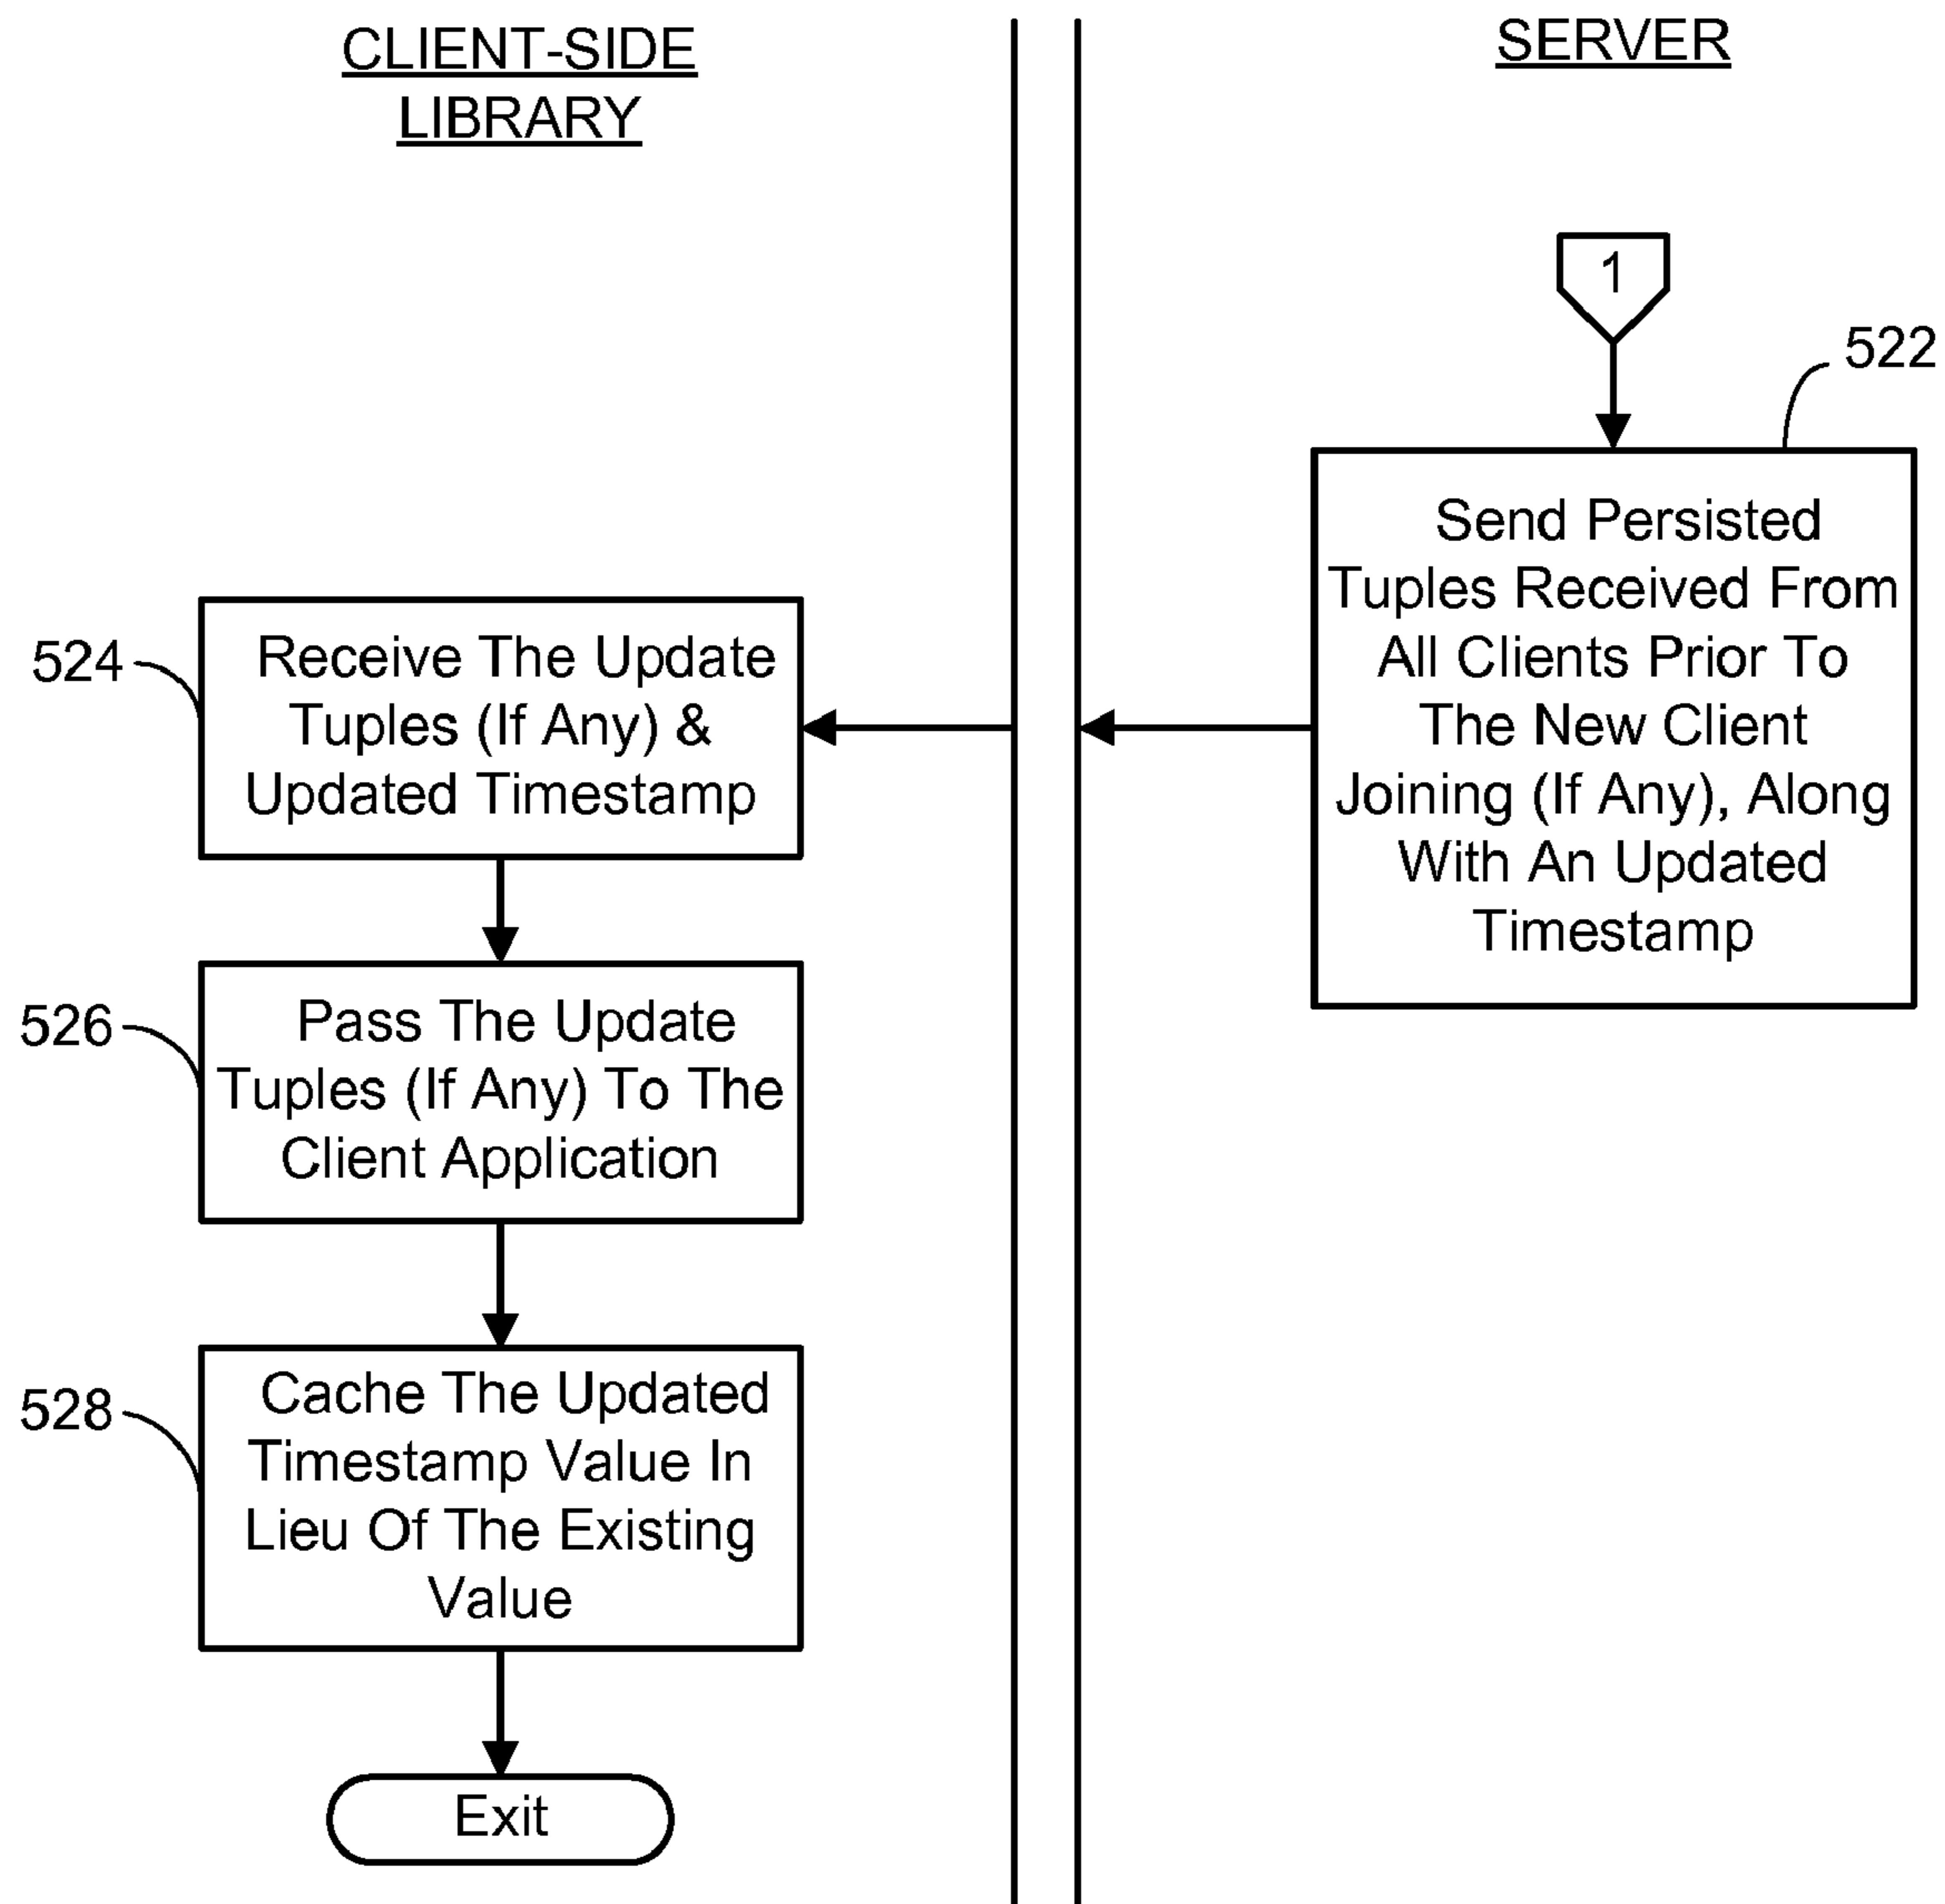 CLIENT-SIDE
LIBRARY
SERVER
1
522
Send Persisted
Tuples Received From
All Clients Prior To
The New Client
Joining (If Any), Along
With An Updated
Timestamp
524
Receive The Update
Tuples (If Any) &
Updated Timestamp
526
Pass The Update
Tuples (If Any) To The
Client Application
528
Cache The Updated
Timestamp Value In
Lieu Of The Existing
Value
Exit